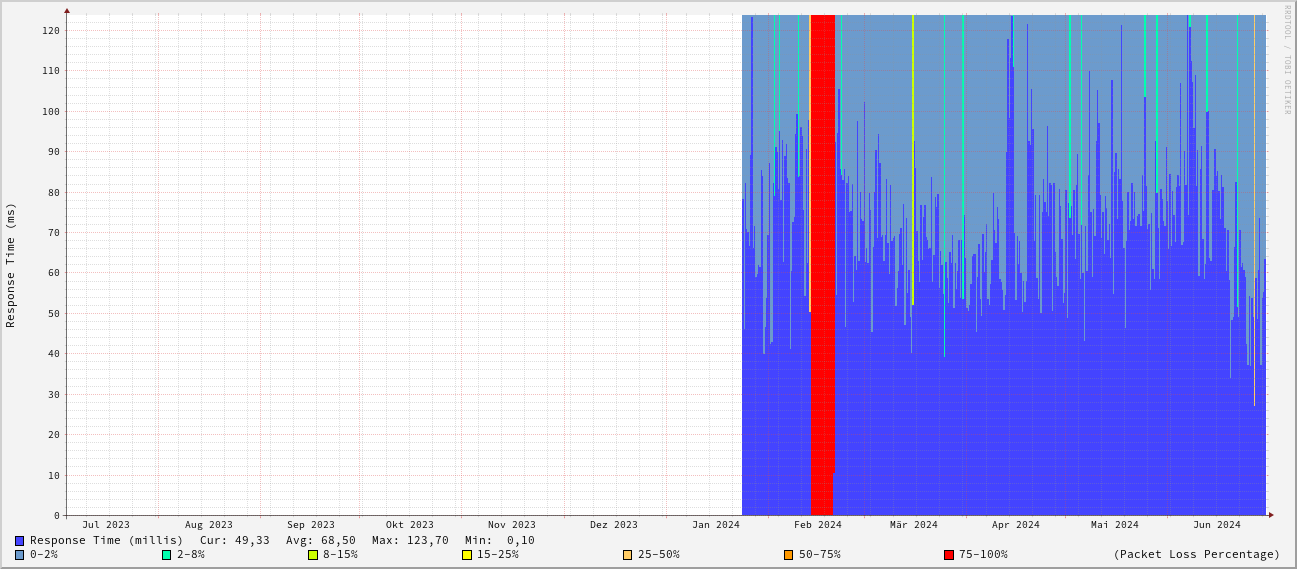 RRDTOOL / TOBI OETIKER
Response Time (ms)
120
110
100
90
80
70
60
50
40
30
20
10
0
Jul 2023 Aug 2023 Sep 2023 Okt 2023 Nov 2023 Dez 2023 Jan 2024 Feb 2024 Mär 2024 Apr 2024 Mai 2024 Jun 2024
Response Time (millis) Cur: 49,33 Avg: 68,50 Max: 123,70 Min: 0,10
0-2% 2-8% 8-15% 15-25% 25-50% 50-75% 75-100% (Packet Loss Percentage)